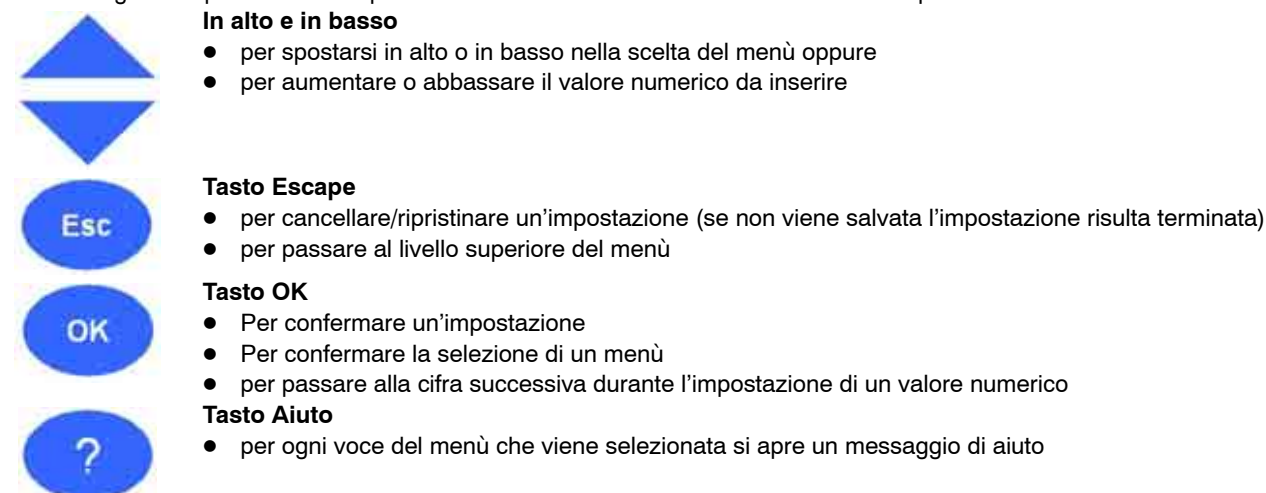 In alto e in basso
● per spostarsi in alto o in basso nella scelta del menù oppure
● per aumentare o abbassare il valore numerico da inserire
Tasto Escape
Esc
● per cancellare/ripristinare un'impostazione (se non viene salvata l'impostazione risulta terminata)
● per passare al livello superiore del menù
Tasto OK
OK
● Per confermare un'impostazione
● Per confermare la selezione di un menù
● per passare alla cifra successiva durante l'impostazione di un valore numerico
Tasto Aiuto
?
● per ogni voce del menù che viene selezionata si apre un messaggio di aiuto